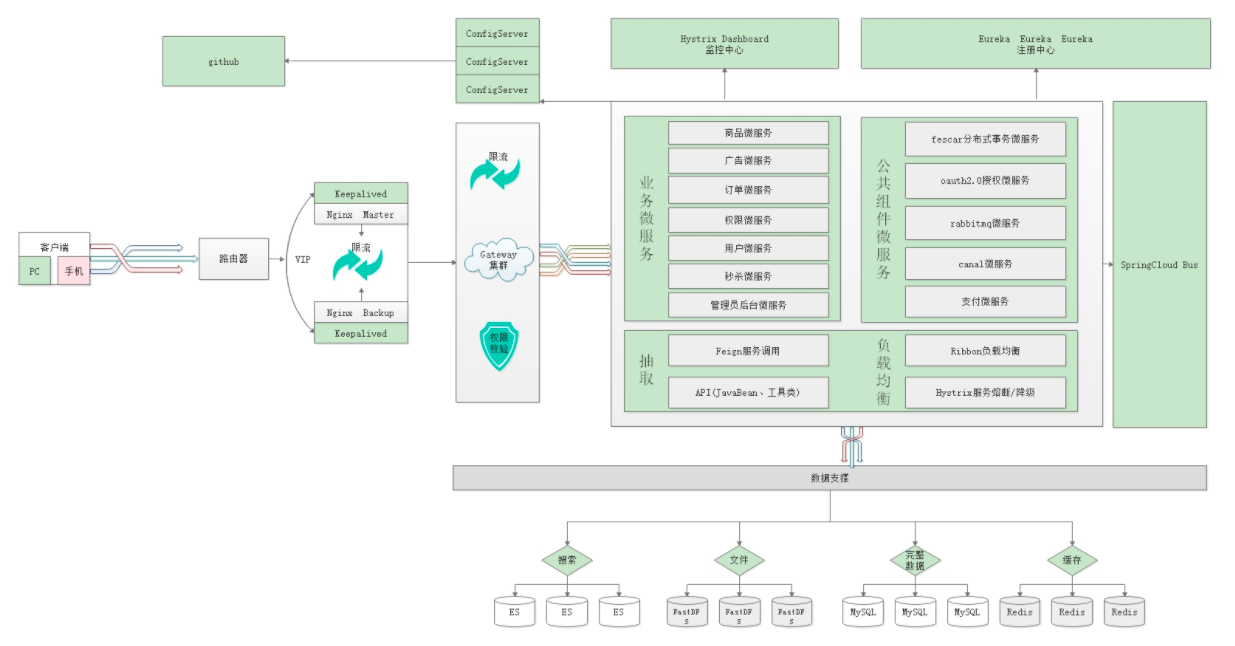 ConfigServer
ConfigServer
ConfigServer
github
Hystrix Dashboard
监控中心
Eureka Eureka Eureka
注册中心
客户端
PC
手机
路由器
VIP
Keepalived
Nginx Master
限流
Nginx Backup
Keepalived
限流
Gateway
集群
权限
校验
业务微服务
商品微服务
广告微服务
订单微服务
权限微服务
用户微服务
秒杀微服务
管理员后台微服务
公共组件微服务
fescar分布式事务微服务
oauth2.0授权微服务
rabbitmq微服务
canal微服务
支付微服务
抽取
Feign服务调用
API(JavaBean、工具类)
负载均衡
Ribbon负载均衡
Hystrix服务熔断/降级
SpringCloud Bus
数据支撑
搜索
文件
完整
数据
缓存
ES
ES
ES
FastDF
S
FastDF
S
FastDF
S
MySQL
MySQL
MySQL
Redis
Redis
Redis